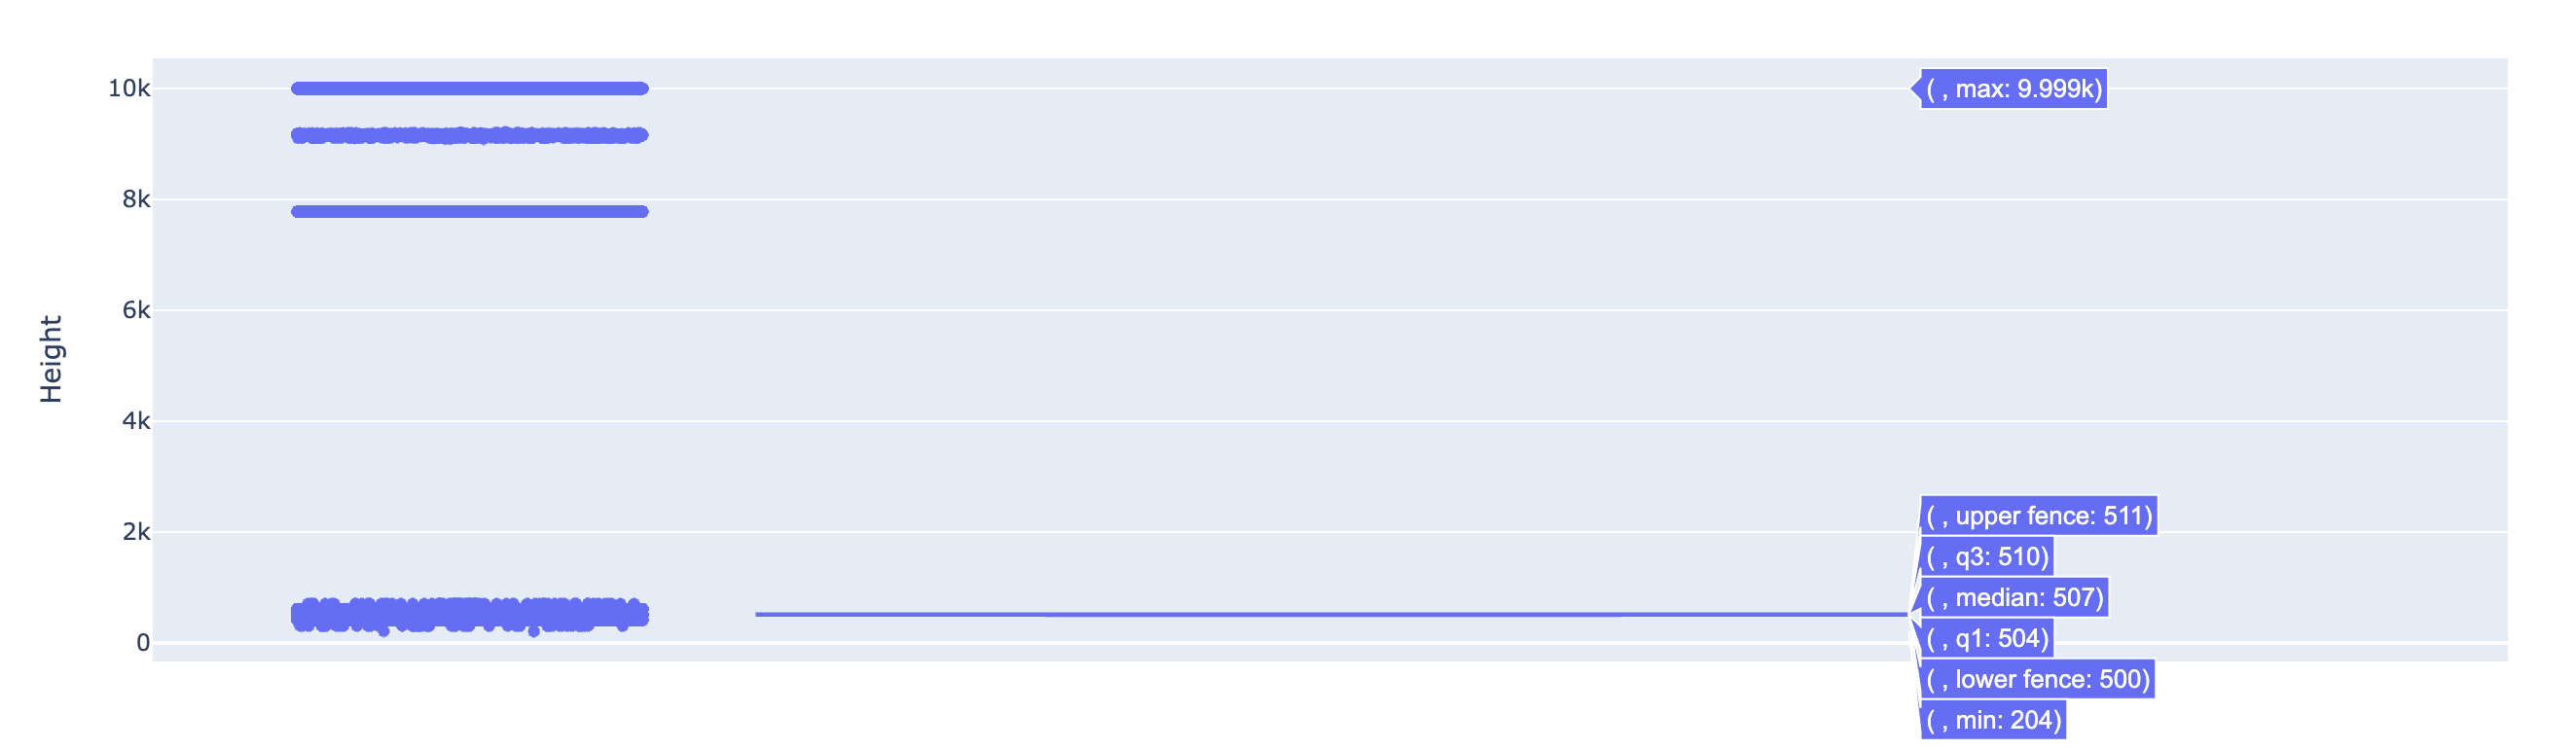 10k
8k
6k
4k
2k
0
Height
( , max: 9.999k)
( , upper fence: 511)
( , q3: 510)
( , median: 507)
( , q1: 504)
( , lower fence: 500)
( , min: 204)